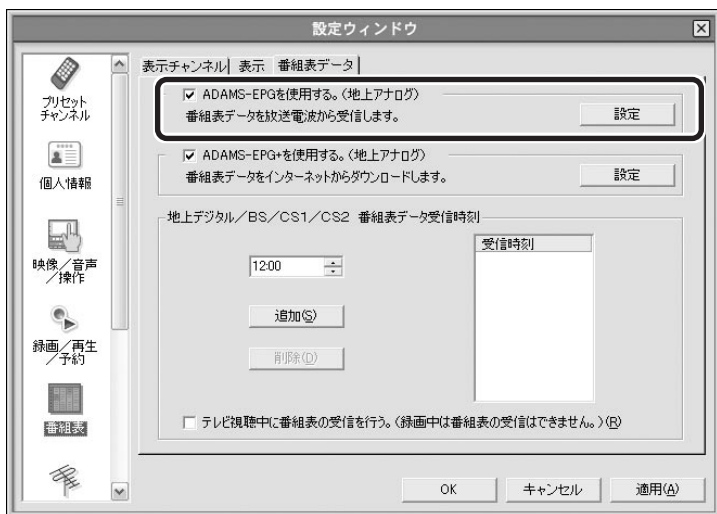 設定ウィンドウ
表示チャンネル 表示 番組表データ
プリセット
チャンネル
個人情報
映像／音声
／操作
録画／再生
／予約
番組表
ADAMS-EPGを使用する。(地上アナログ)
番組表データを放送電波から受信します。
設定
ADAMS-EPG+を使用する。(地上アナログ)
番組表データをインターネットからダウンロードします。
設定
地上デジタル／BS／CS1／CS2 番組表データ受信時刻
受信時刻
12:00
追加(S)
削除(D)
テレビ視聴中に番組表の受信を行う。(録画中は番組表の受信はできません。)(R)
OK
キャンセル
適用(A)